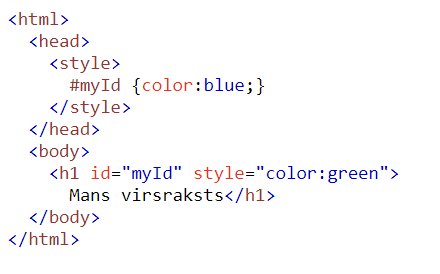 <html>
<head>
<style>
#myId {color:blue;}
</style>
</head>
<body>
<h1 id="myId" style="color:green">
Mans virsraksts</h1>
</body>
</html>